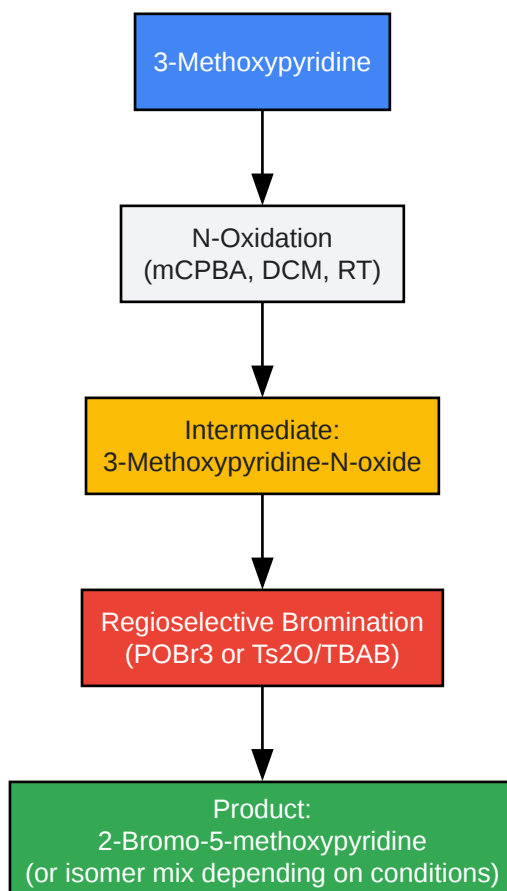 3-Methoxypyridine
N-Oxidation
(mCPBA, DCM, RT)
Intermediate:
3-Methoxypyridine-N-oxide
Regioselective Bromination
(POBr3 or Ts2O/TBAB)
Product:
2-Bromo-5-methoxypyridine
(or isomer mix depending on conditions)